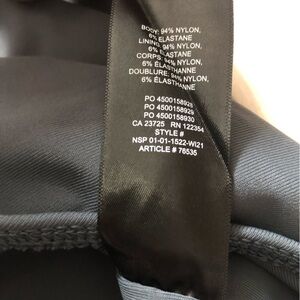 BODY: 94% NYLON,
6% ELASTANE
LINING: 94% NYLON,
6% ELASTANE
CORPS: 94% NYLON,
6% ÉLASTHANNE
DOUBLURE: 94% NYLON,
6% ÉLASTHANNE
PO 4500158928
PO 4500158929
PO 4500158930
CA 23725 RN 122354
STYLE #
NSP 01-01-1522-WI21
ARTICLE # 76535